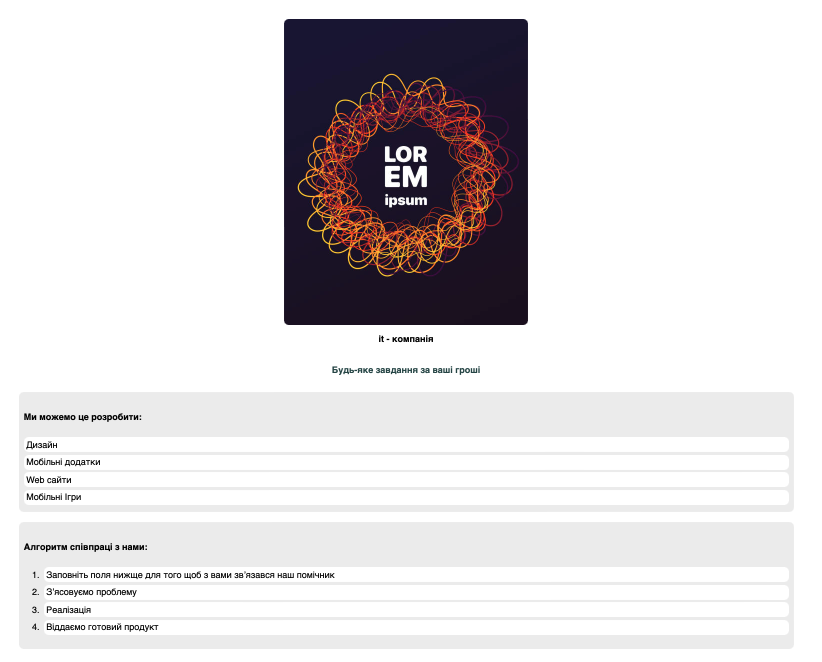 LOR
EM
ipsum
it - компанія
Будь-яке завдання за ваші гроші
Ми можемо це розробити:
Дизайн
Мобільні додатки
Web сайти
Мобільні Ігри
Алгоритм співпраці з нами:
1. Заповніть поля нижще для того щоб з вами зв'язався наш помічник
2. З'ясовуємо проблему
3. Реалізація
4. Віддаємо готовий продукт